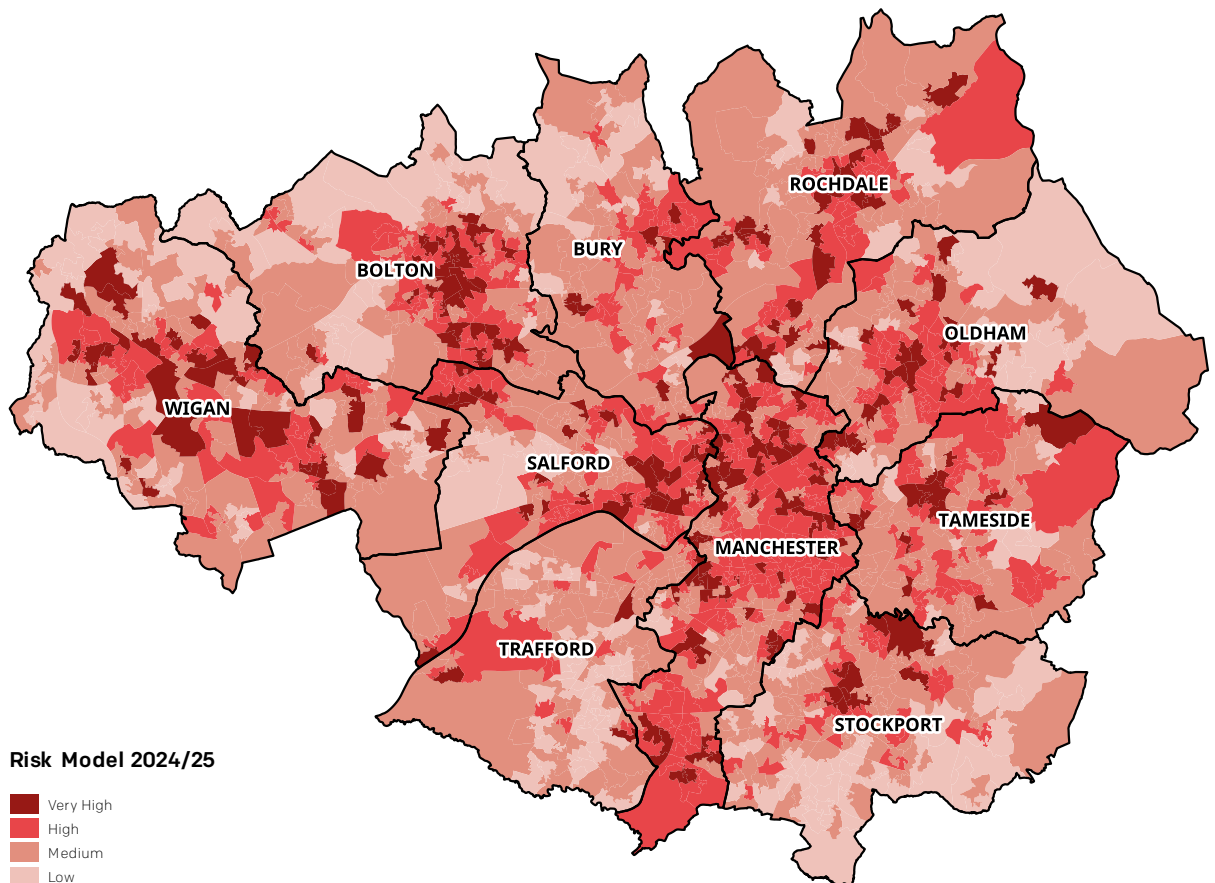 ROCHDALE
BURY
BOLTON
OLDHAM
WIGAN
SALFORD
TAMESIDE
MANCHESTER
TRAFFORD
STOCKPORT
Risk Model 2024/25
Very High
High
Medium
Low